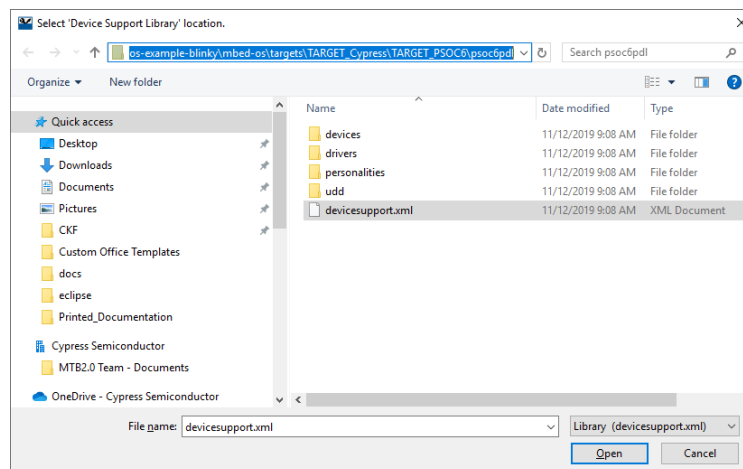 Select 'Device Support Library' location.
os-example-blinky\mbed-os\targets\TARGET_Cypress\TARGET_PSOC6\psoc6pdl
Search psoc6pdl
Organize
New folder
Name
Date modified
Type
Quick access
Desktop
Downloads
Documents
Pictures
CKF
Custom Office Templates
docs
eclipse
Printed_Documentation
Cypress Semiconductor
MTB2.0 Team - Documents
OneDrive - Cypress Semiconductor
devices 11/12/2019 9:08 AM File folder
drivers 11/12/2019 9:08 AM File folder
personalities 11/12/2019 9:08 AM File folder
udd 11/12/2019 9:08 AM File folder
devicesupport.xml 11/12/2019 9:08 AM XML Document
File name: devicesupport.xml
Library (devicesupport.xml)
Open
Cancel